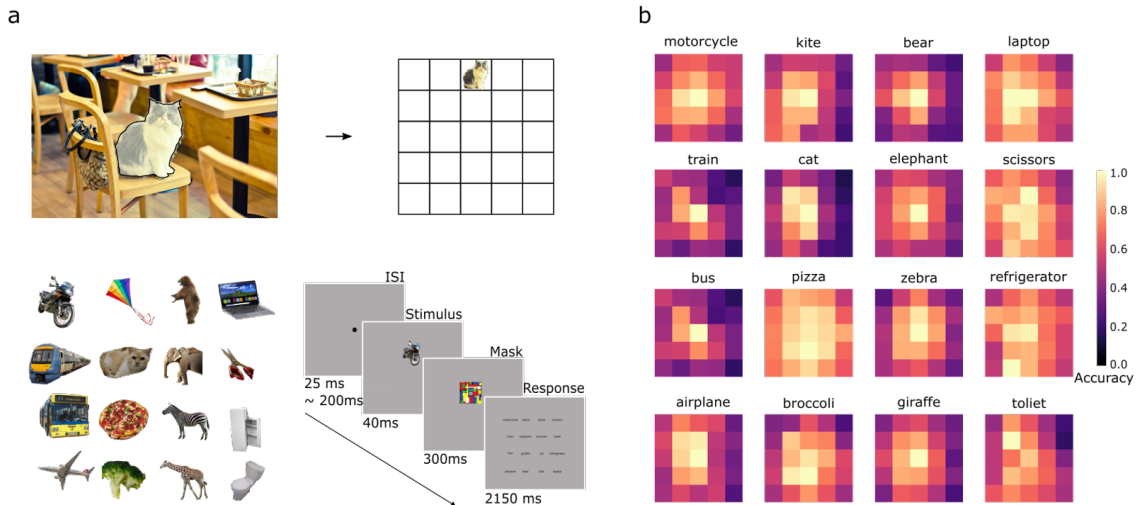 a
ISI
Stimulus
Mask
Response
25 ms
~ 200ms
40ms
300ms
2150 ms
b
motorcycle kite bear laptop
train cat elephant scissors
bus pizza zebra refrigerator
airplane broccoli giraffe toliet
1.0
0.8
0.6
0.4
0.2
0.0
Accuracy